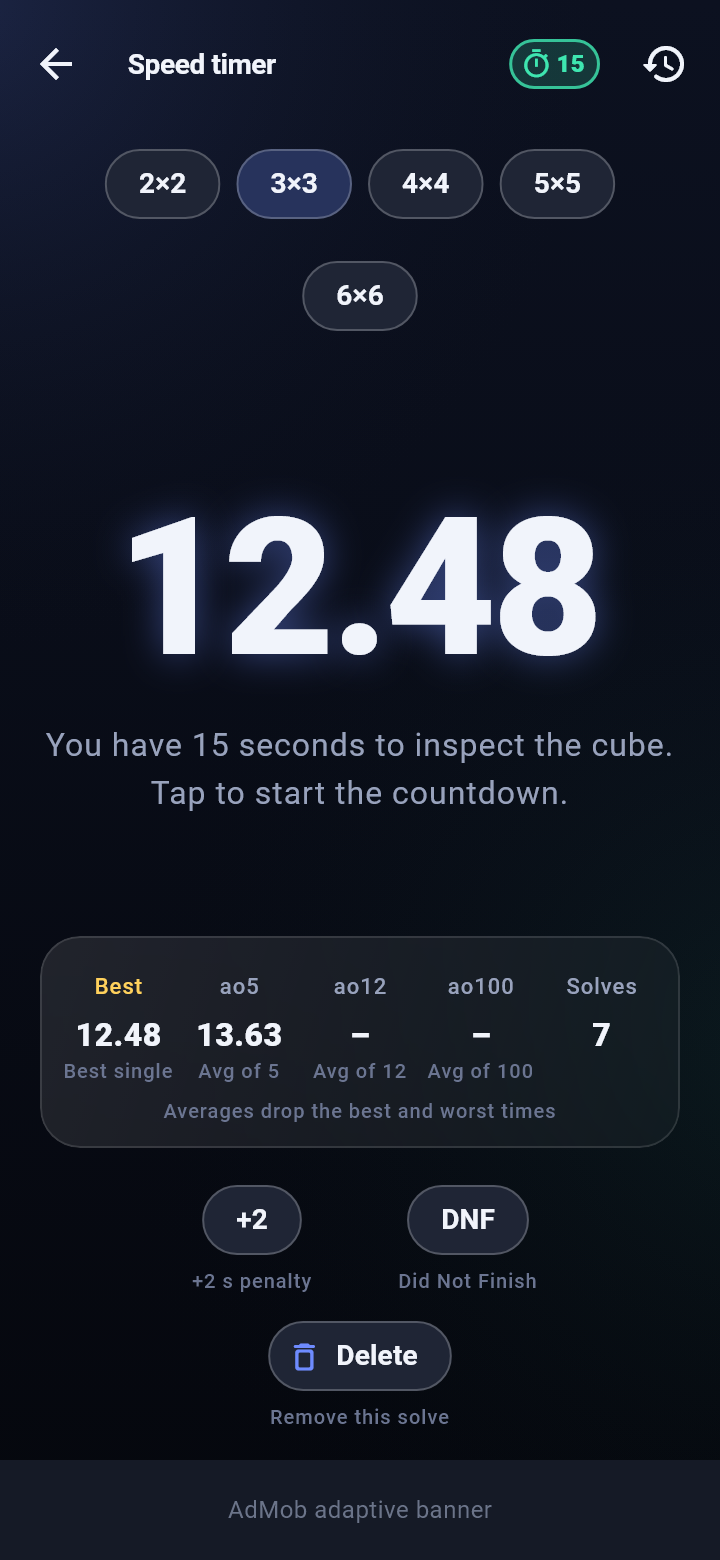 Speed timer
15
2×2 3×3 4×4 5×5
6×6
12.48
You have 15 seconds to inspect the cube.
Tap to start the countdown.
Best ao5 ao12 ao100 Solves
12.48 13.63 – – 7
Best single Avg of 5 Avg of 12 Avg of 100
Averages drop the best and worst times
+2 DNF
+2 s penalty Did Not Finish
Delete
Remove this solve
AdMob adaptive banner